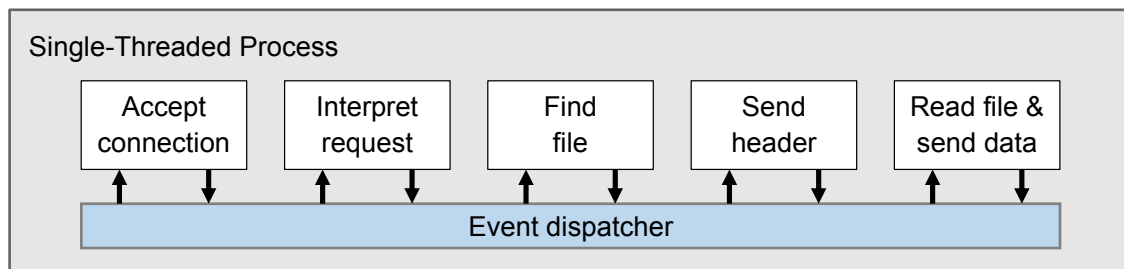 Single-Threaded Process
Accept
connection
Interpret
request
Find
file
Send
header
Read file &
send data
Event dispatcher